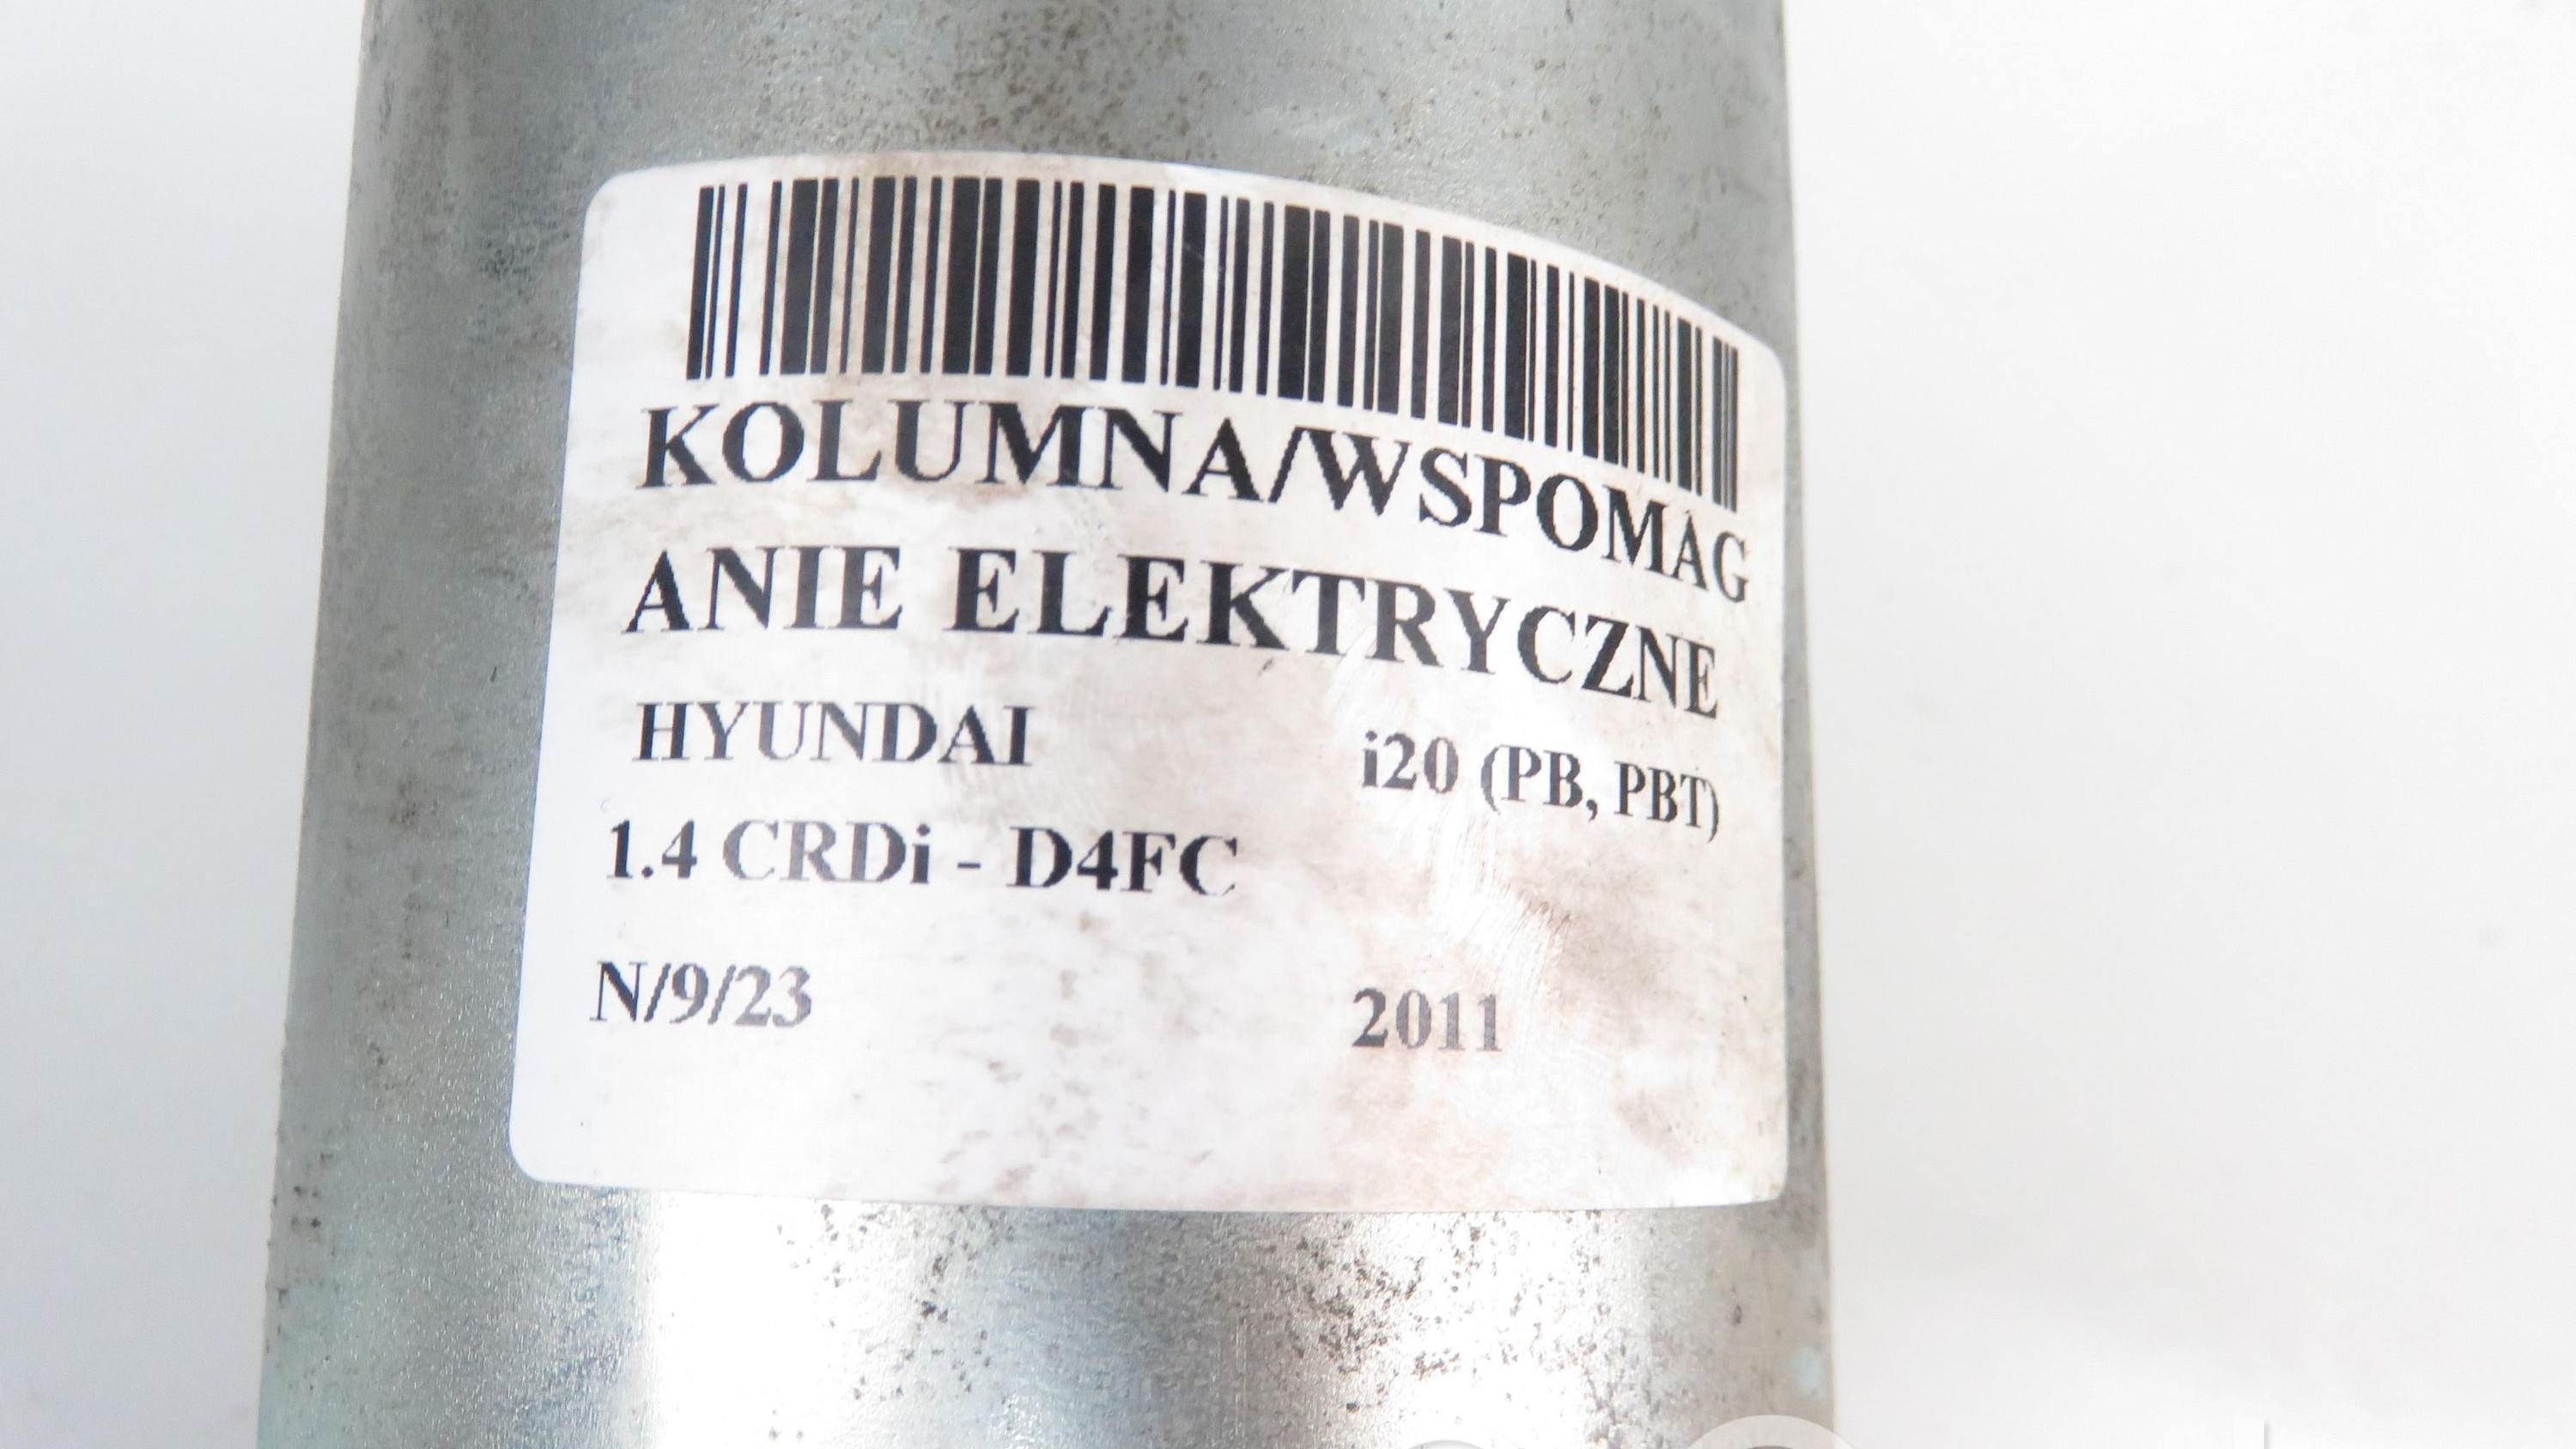 KOLUMNA/WSPOMAG
ANIE ELEKTRYCZNE
HYUNDAI i20 (PB, PBT)
1.4 CRDi - D4FC
N/9/23 2011